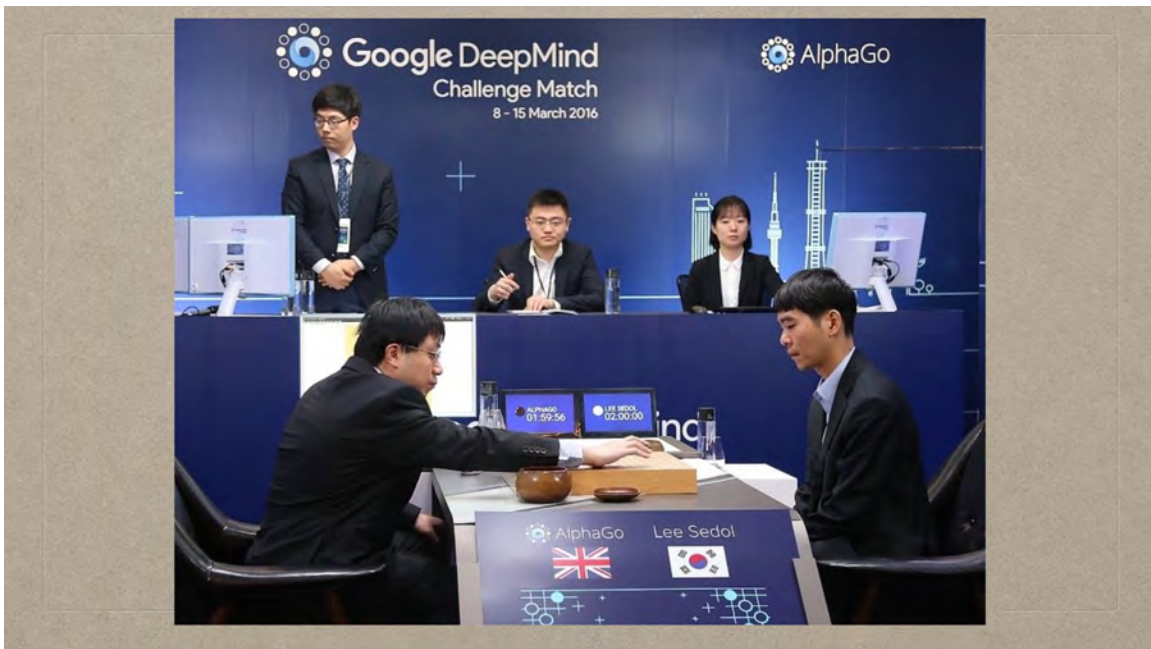 Google DeepMind
Challenge Match
8 - 15 March 2016
AlphaGo
ALPHAGO
01:59:56
LEE SEDOL
02:00:00
AlphaGo
Lee Sedol